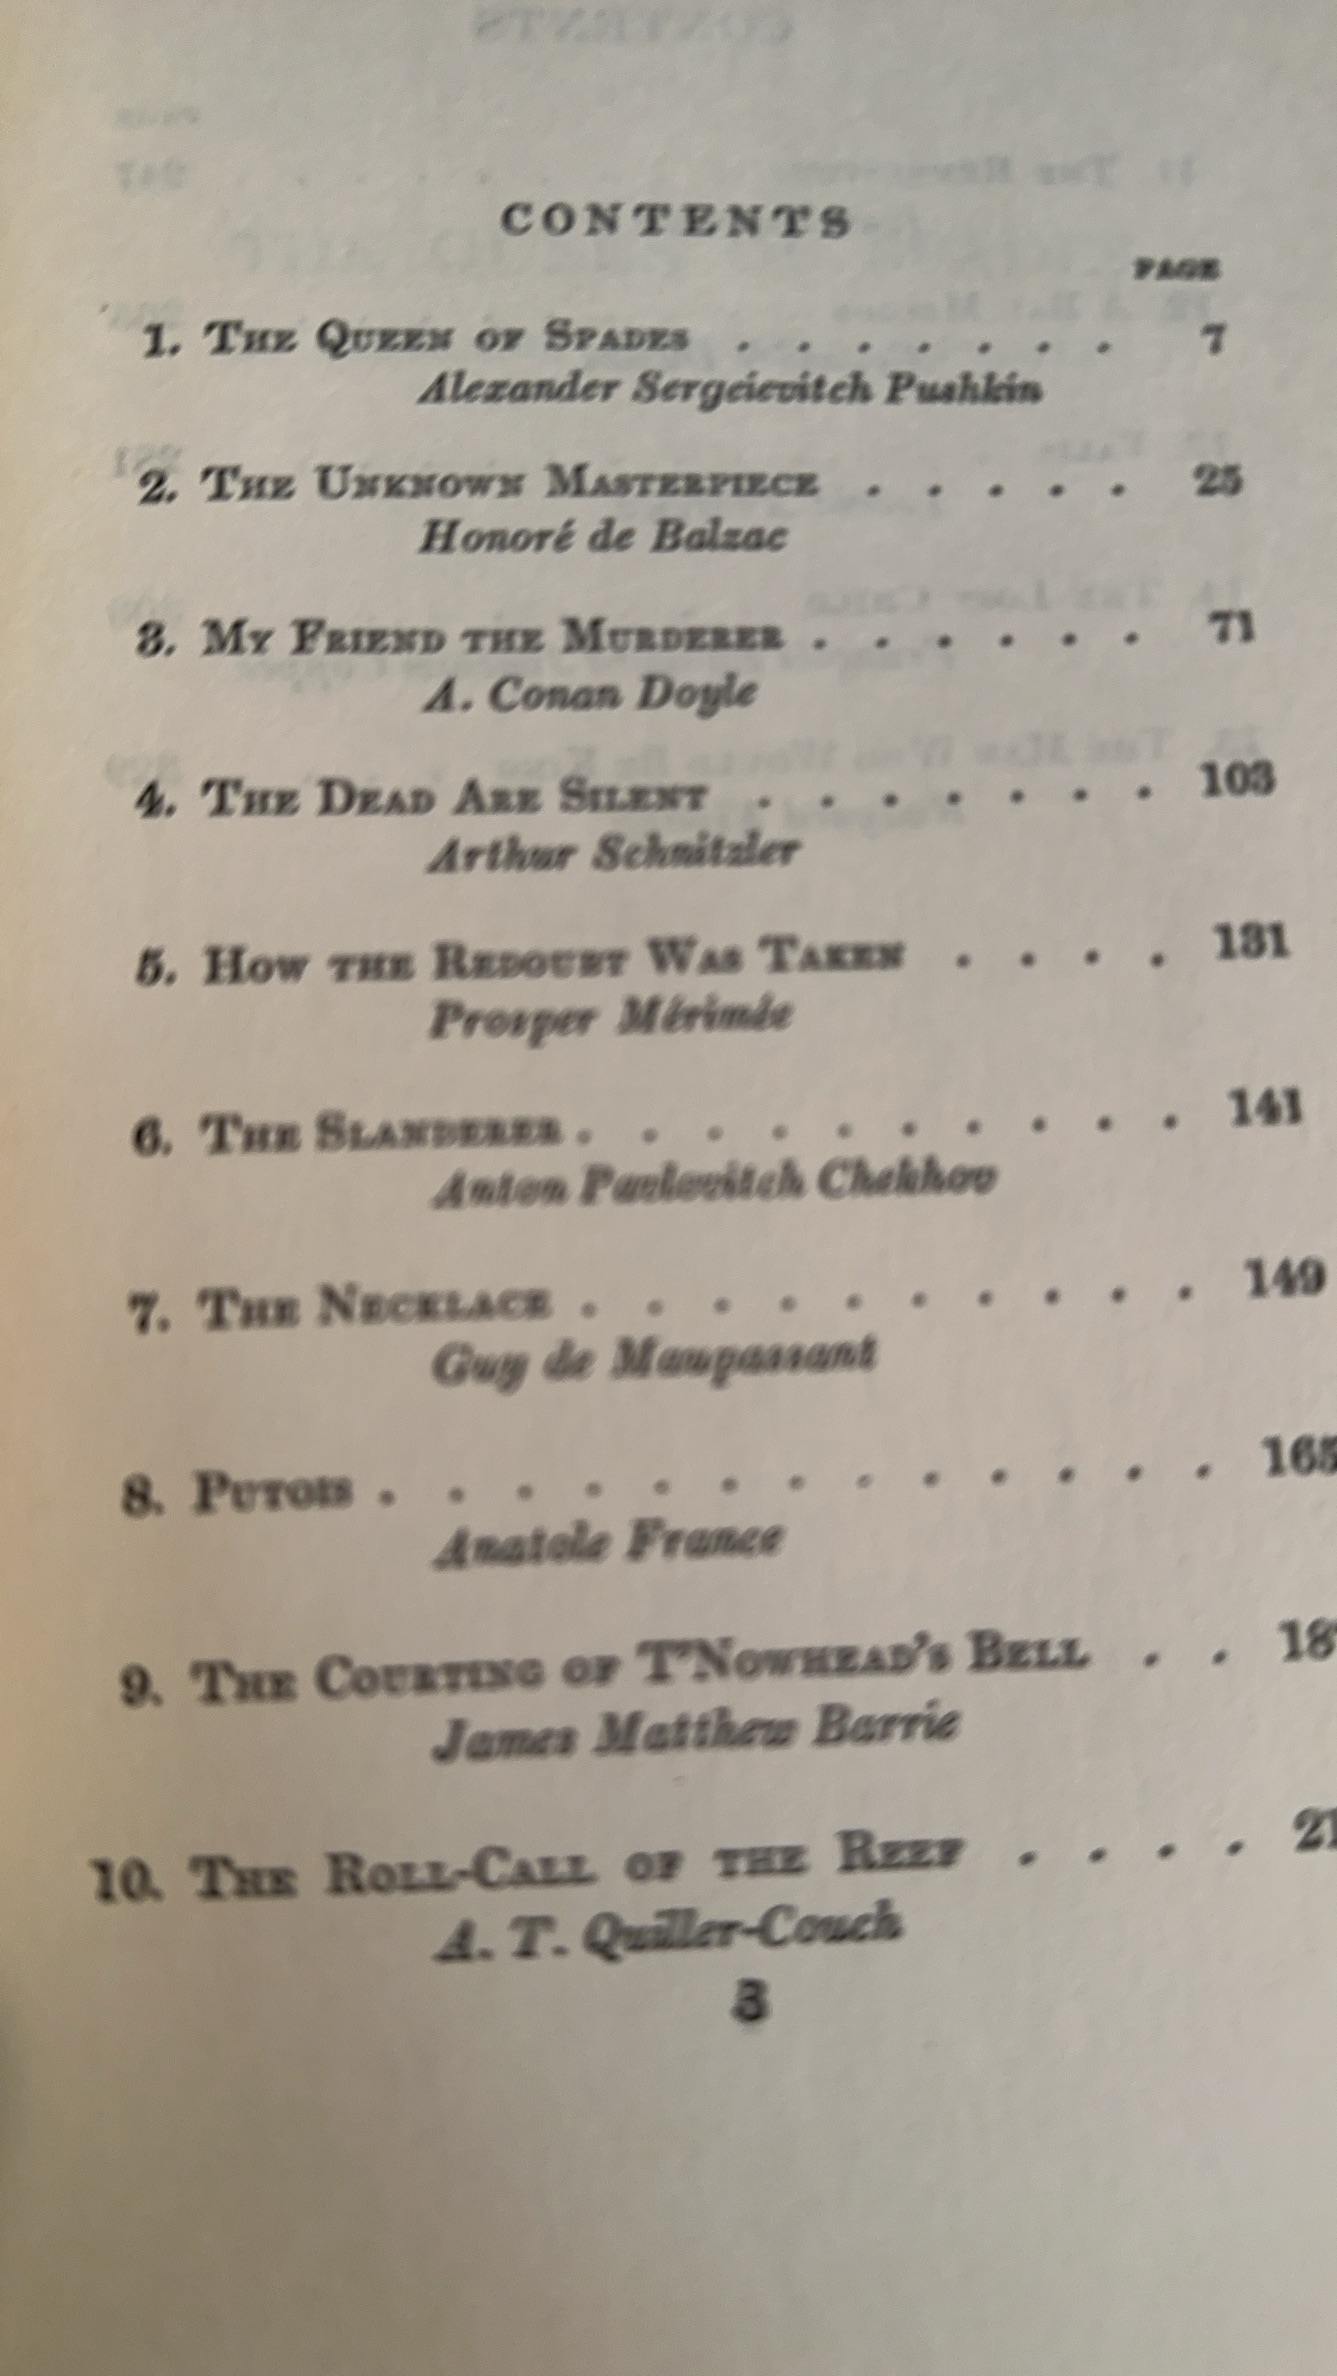 CONTENTS
PAGE
1. THE QUEEN OF SPADES . . . . . . . 7
Alexander Sergeievitch Pushkin
2. THE UNKNOWN MASTERPIECE . . . . . 25
Honoré de Balzac
3. MY FRIEND THE MURDERER . . . . . . 71
A. Conan Doyle
4. THE DEAD ARE SILENT . . . . . . . 103
Arthur Schnitzler
5. HOW THE REDOUBT WAS TAKEN . . . . 131
Prosper Mérimée
6. THE SLANDERER . . . . . . . . . . 141
Anton Pavlovitch Chekhov
7. THE NECKLACE . . . . . . . . . . 149
Guy de Maupassant
8. PUTOIS . . . . . . . . . . . . . 165
Anatole France
9. THE COURTING OF T'NOWHEAD'S BELL . . 18
James Matthew Barrie
10. THE ROLL-CALL OF THE REEF . . . . 21
A. T. Quiller-Couch
3